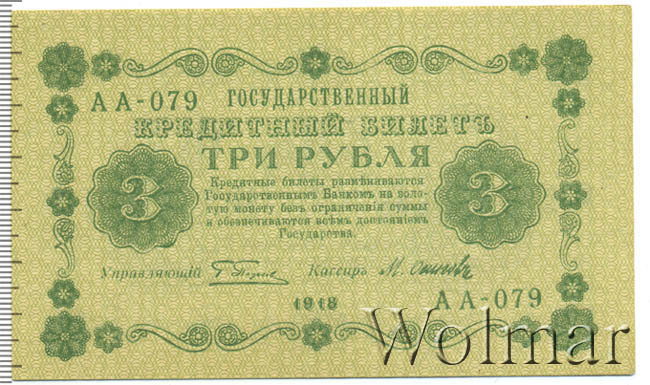 АА-079
ГОСУДАРСТВЕННЫЙ
КРЕДИТНЫЙ БИЛЕТЪ
ТРИ РУБЛЯ
3
3
Кредитные билеты размѣниваются
Государственнымъ Банкомъ на золо-
тую монету безъ ограниченія суммы
и обезпечиваются всѣмъ достояніемъ
Государства.
Управляющій
Кассиръ
1918
АА-079
Wolmar